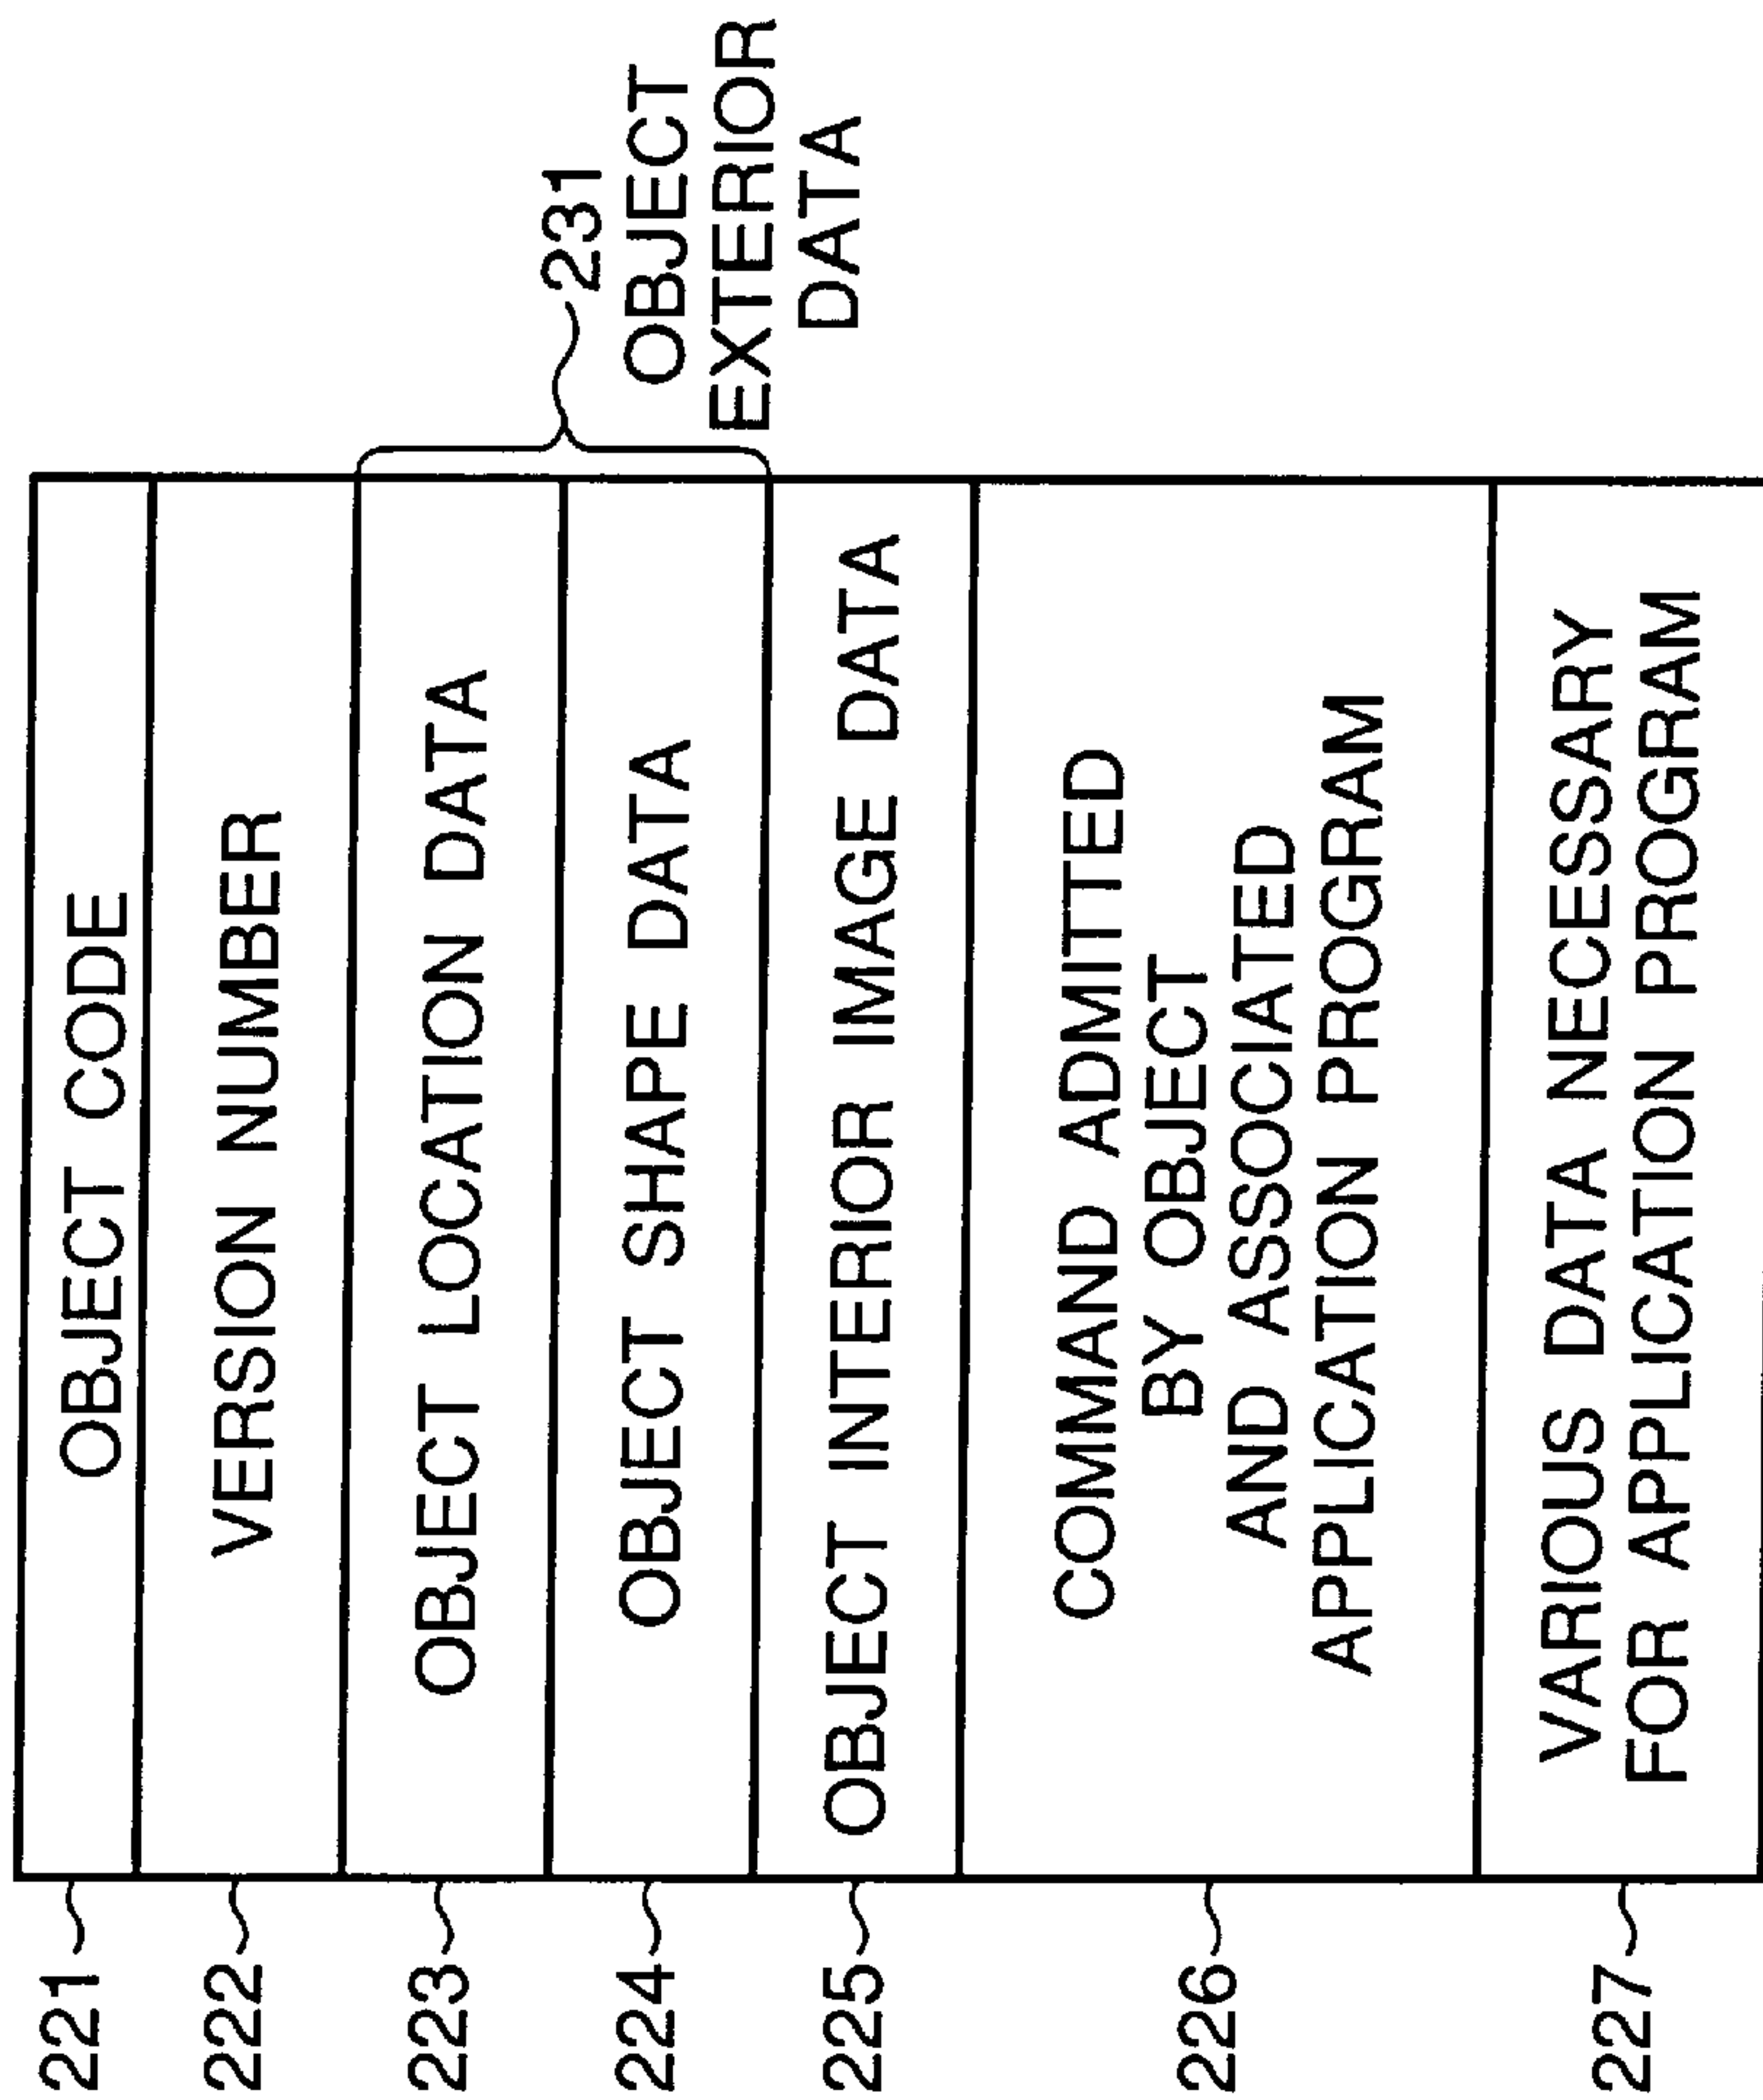 221
OBJECT CODE
222
VERSION NUMBER
223
OBJECT LOCATION DATA
224
OBJECT SHAPE DATA
231
OBJECT
EXTERIOR
DATA
225
OBJECT INTERIOR IMAGE DATA
226
COMMAND ADMITTED
BY OBJECT
AND ASSOCIATED
APPLICATION PROGRAM
227
VARIOUS DATA NECESSARY
FOR APPLICATION PROGRAM